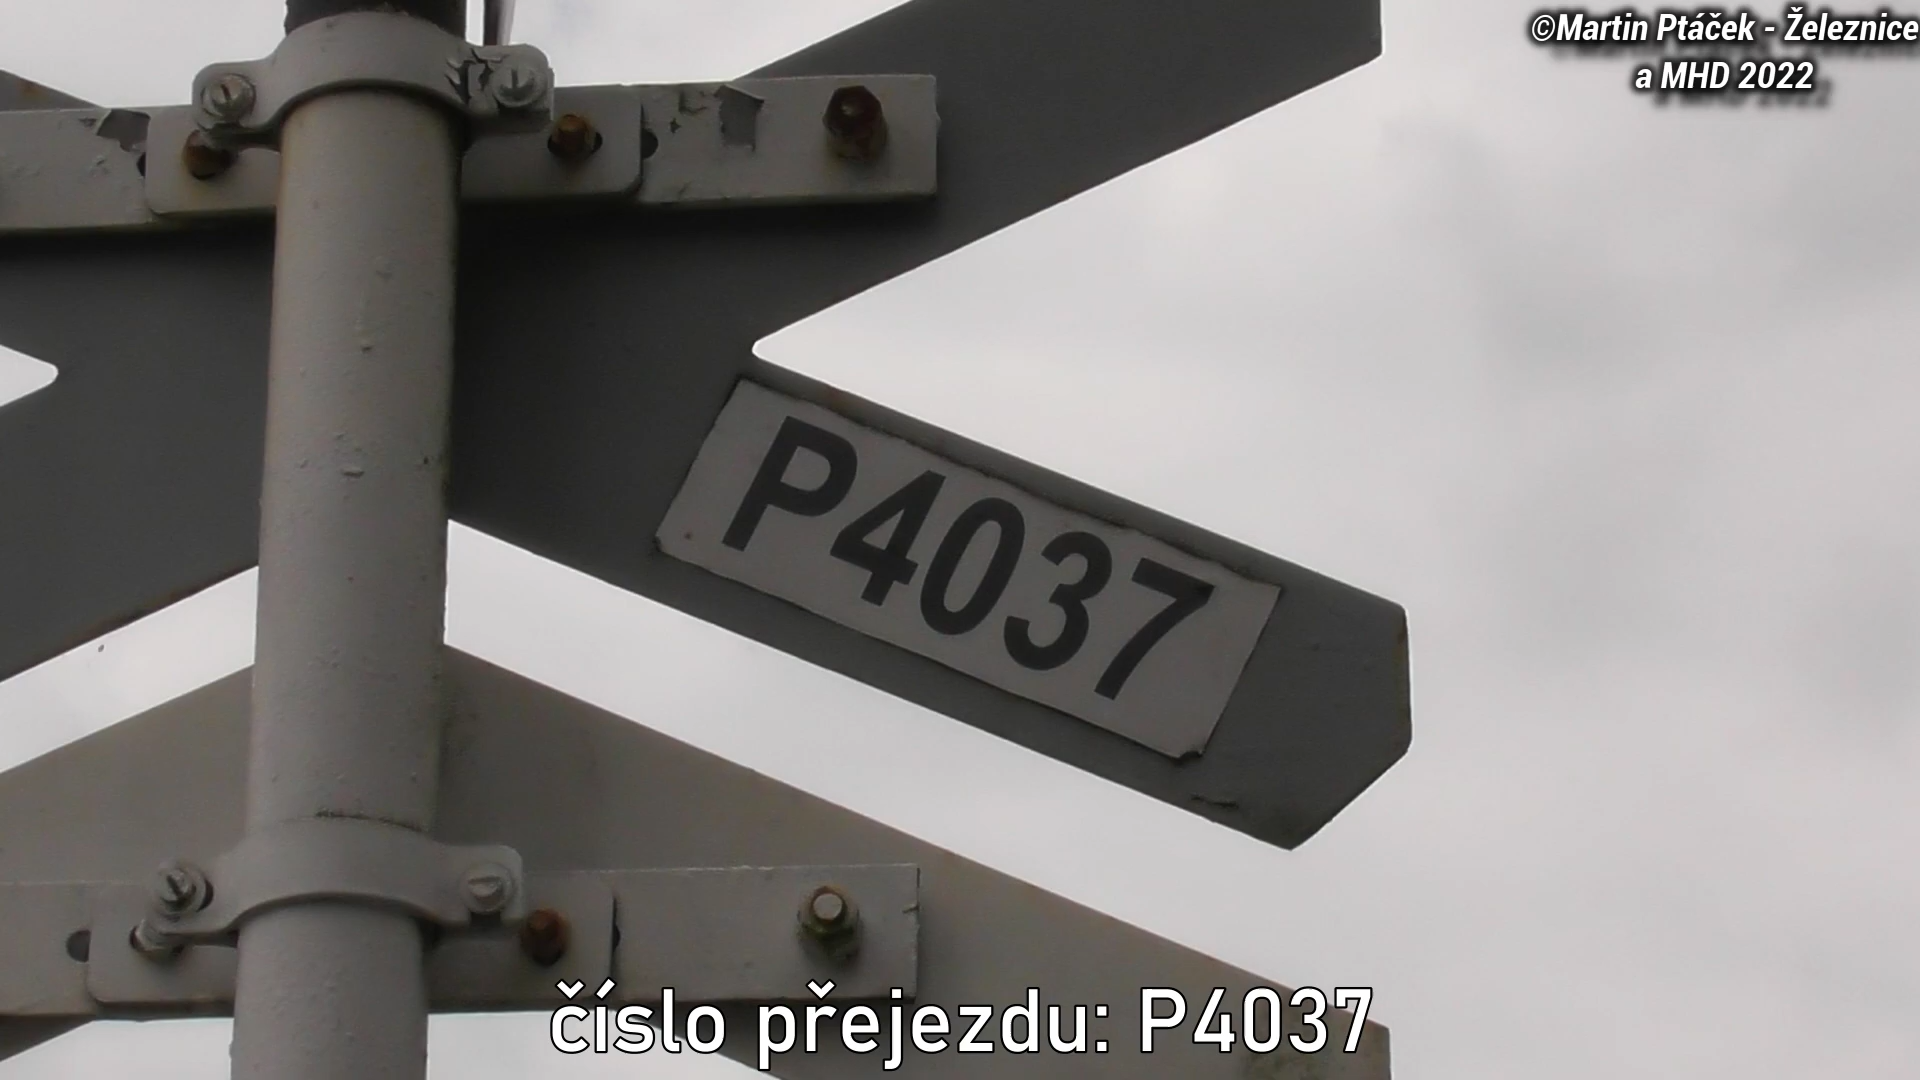 ©Martin Ptáček - Železnice
a MHD 2022
P4037
číslo přejezdu: P4037